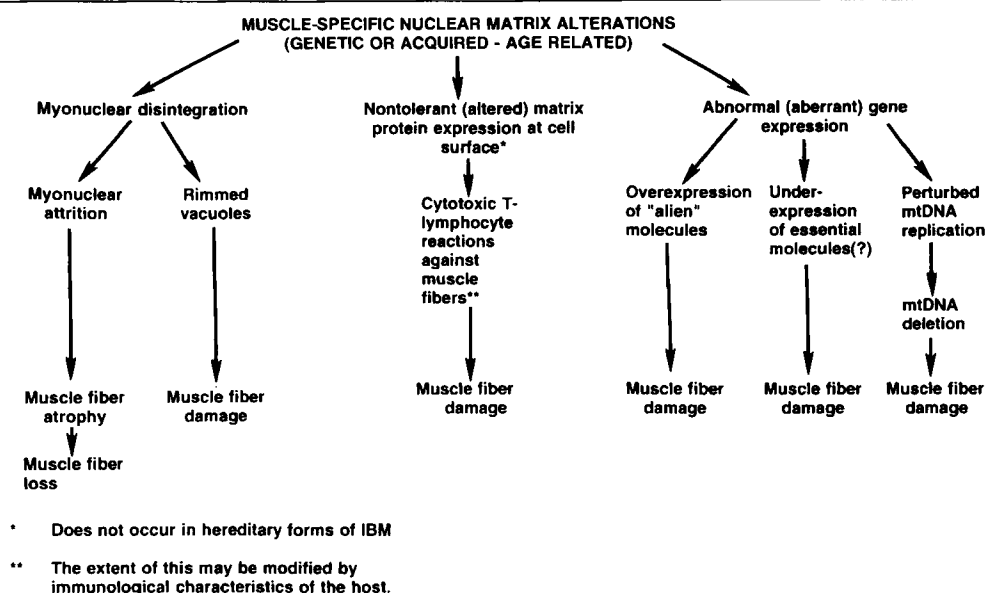 MUSCLE-SPECIFIC NUCLEAR MATRIX ALTERATIONS
(GENETIC OR ACQUIRED - AGE RELATED)
Myonuclear disintegration
Nontolerant (altered) matrix
protein expression at cell
surface*
Abnormal (aberrant) gene
expression
Myonuclear
attrition
Rimmed
vacuoles
Cytotoxic T-
lymphocyte
reactions
against
muscle
fibers**
Overexpression
of "alien"
molecules
Under-
expression
of essential
molecules(?)
Perturbed
mtDNA
replication
mtDNA
deletion
Muscle fiber
atrophy
Muscle fiber
damage
Muscle fiber
damage
Muscle fiber
damage
Muscle fiber
damage
Muscle fiber
damage
Muscle fiber
loss
* Does not occur in hereditary forms of IBM
** The extent of this may be modified by
immunological characteristics of the host.